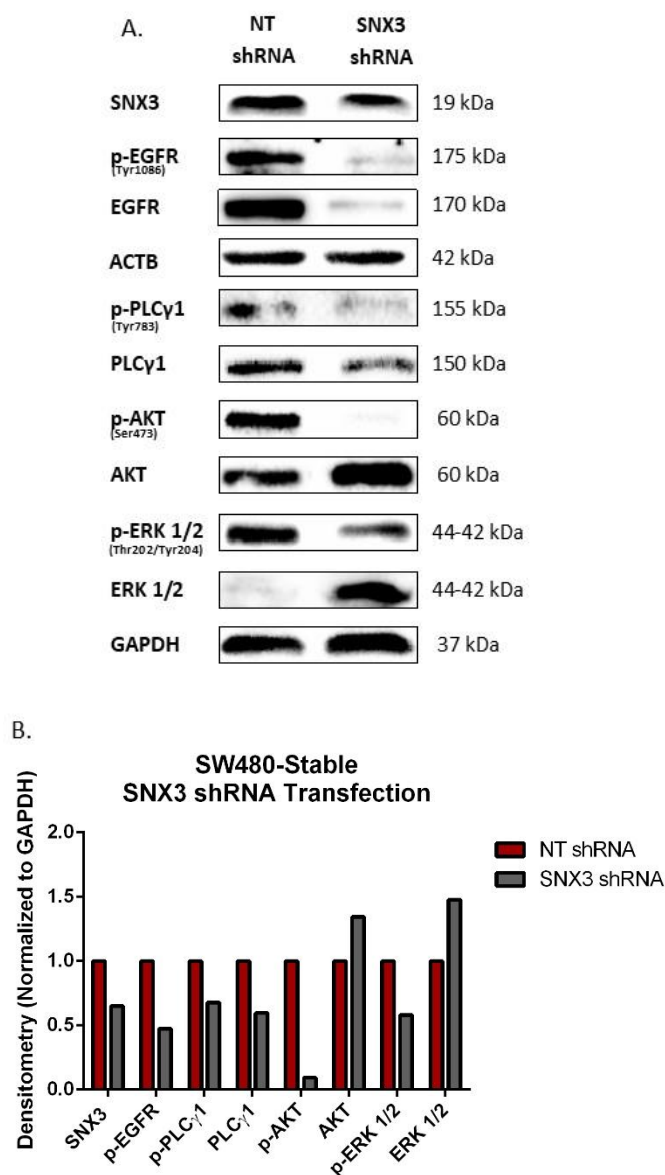 A.
NT
shRNA
SNX3
shRNA
SNX3
19 kDa
p-EGFR
(Tyr1086)
175 kDa
EGFR
170 kDa
ACTB
42 kDa
p-PLCγ1
(Tyr783)
155 kDa
PLCγ1
150 kDa
p-AKT
(Ser473)
60 kDa
AKT
60 kDa
p-ERK 1/2
(Thr202/Tyr204)
44-42 kDa
ERK 1/2
44-42 kDa
GAPDH
37 kDa
B.
SW480-Stable
SNX3 shRNA Transfection
Densitometry (Normalized to GAPDH)
2.0
1.5
1.0
0.5
0.0
SNX3
p-EGFR
p-PLCγ1
PLCγ1
p-AKT
AKT
p-ERK 1/2
ERK 1/2
NT shRNA
SNX3 shRNA